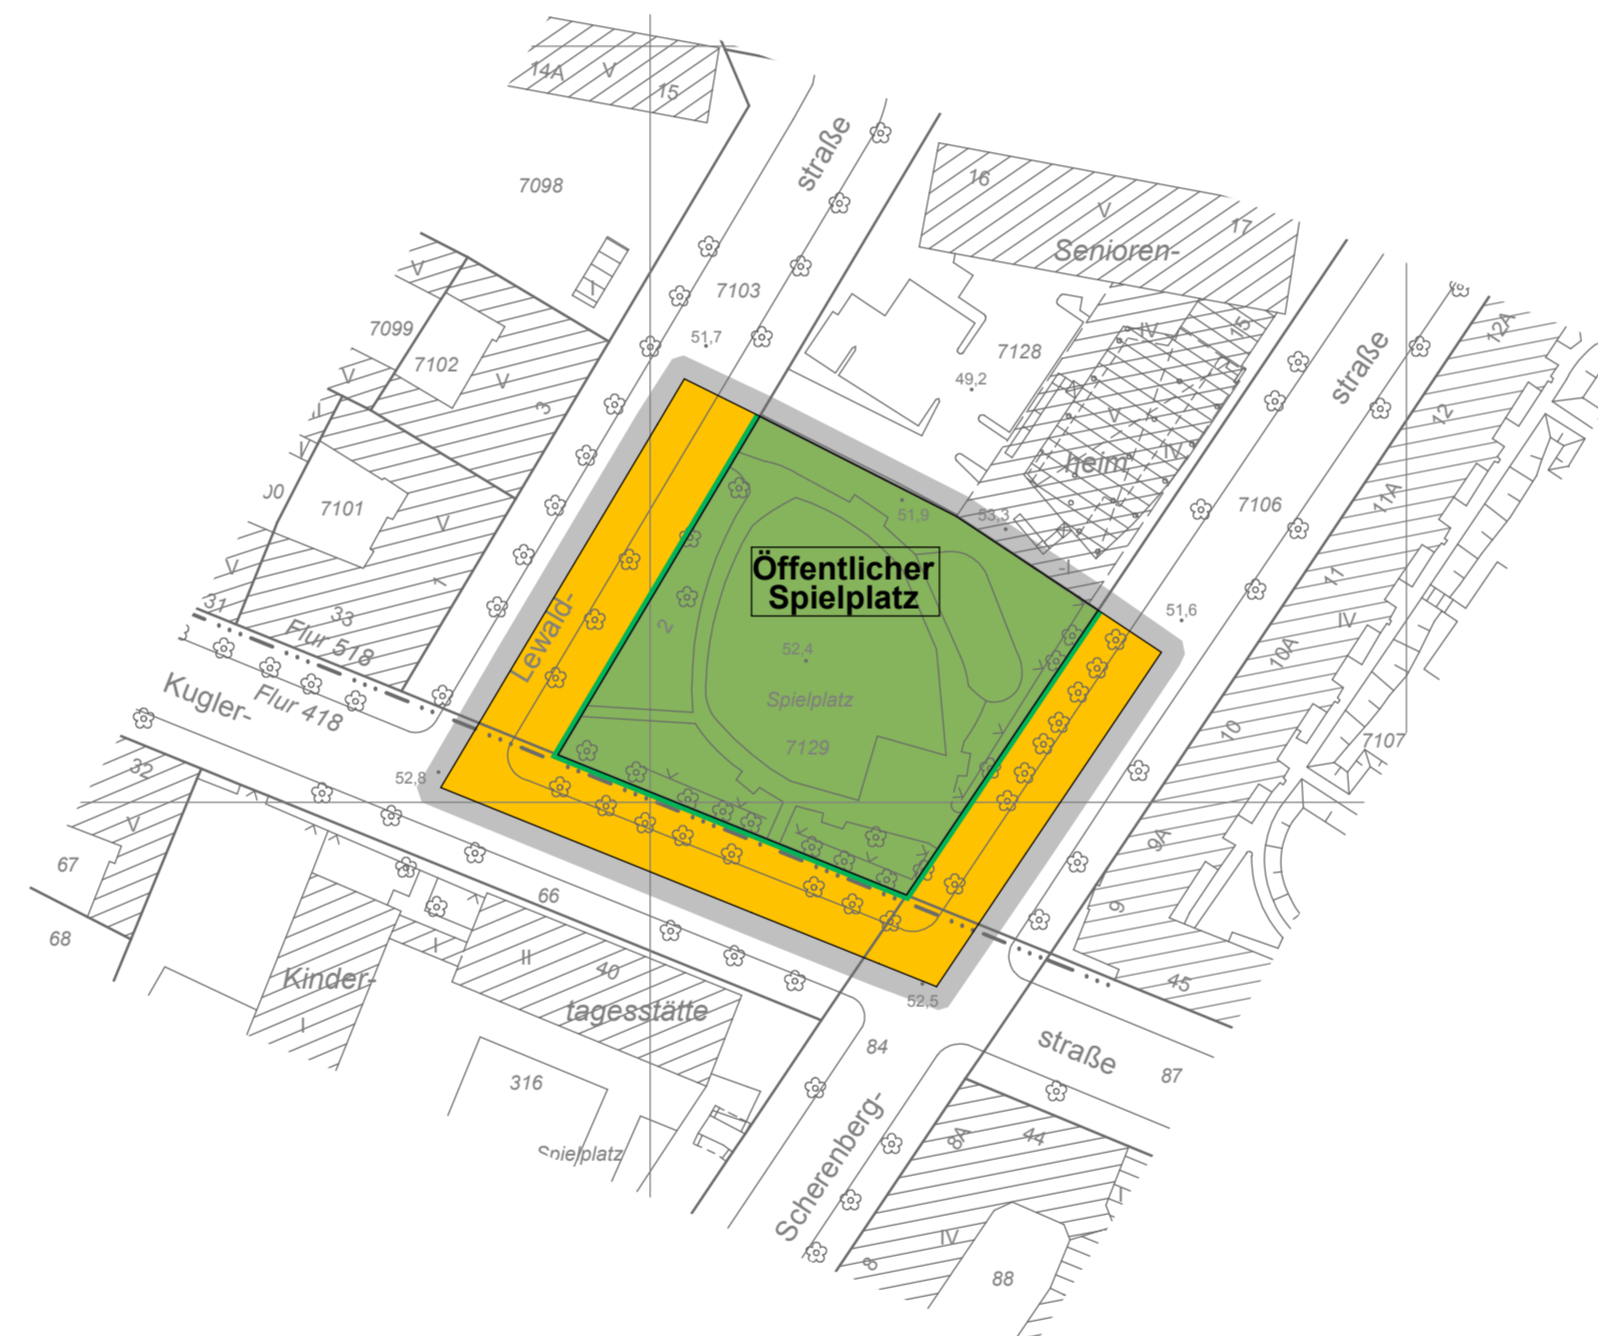 14A
V
15
straße
7098
16
V
17
Senioren-
V
7103
7099
7102
51,7
V
V
3
7128
49,2
IV
15
V
straße
12A
V
V
7101
V
V
1
heim
IV
7106
12
11A
51,9
53,3
Öffentlicher
Spielplatz
31
33
Flur 518
Lewald-
2
52,4
Spielplatz
7129
51,6
11
IV
10A
Kugler-
Flur 418
10
7107
32
52,8
V
9A
67
66
9
68
I
II
40
Kinder-
tagesstätte
I
45
52,5
84
straße
87
316
Spielplatz
Scherenberg-
8A
44
I
IV
8
88